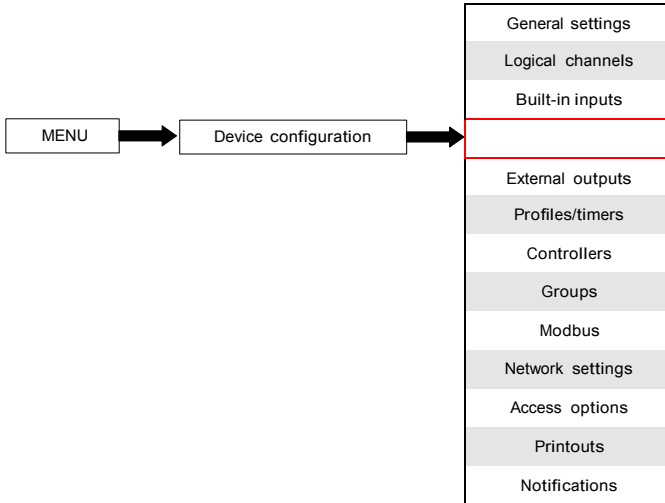 General settings
Logical channels
Built-in inputs
MENU
Device configuration
External outputs
Profiles/timers
Controllers
Groups
Modbus
Network settings
Access options
Printouts
Notifications